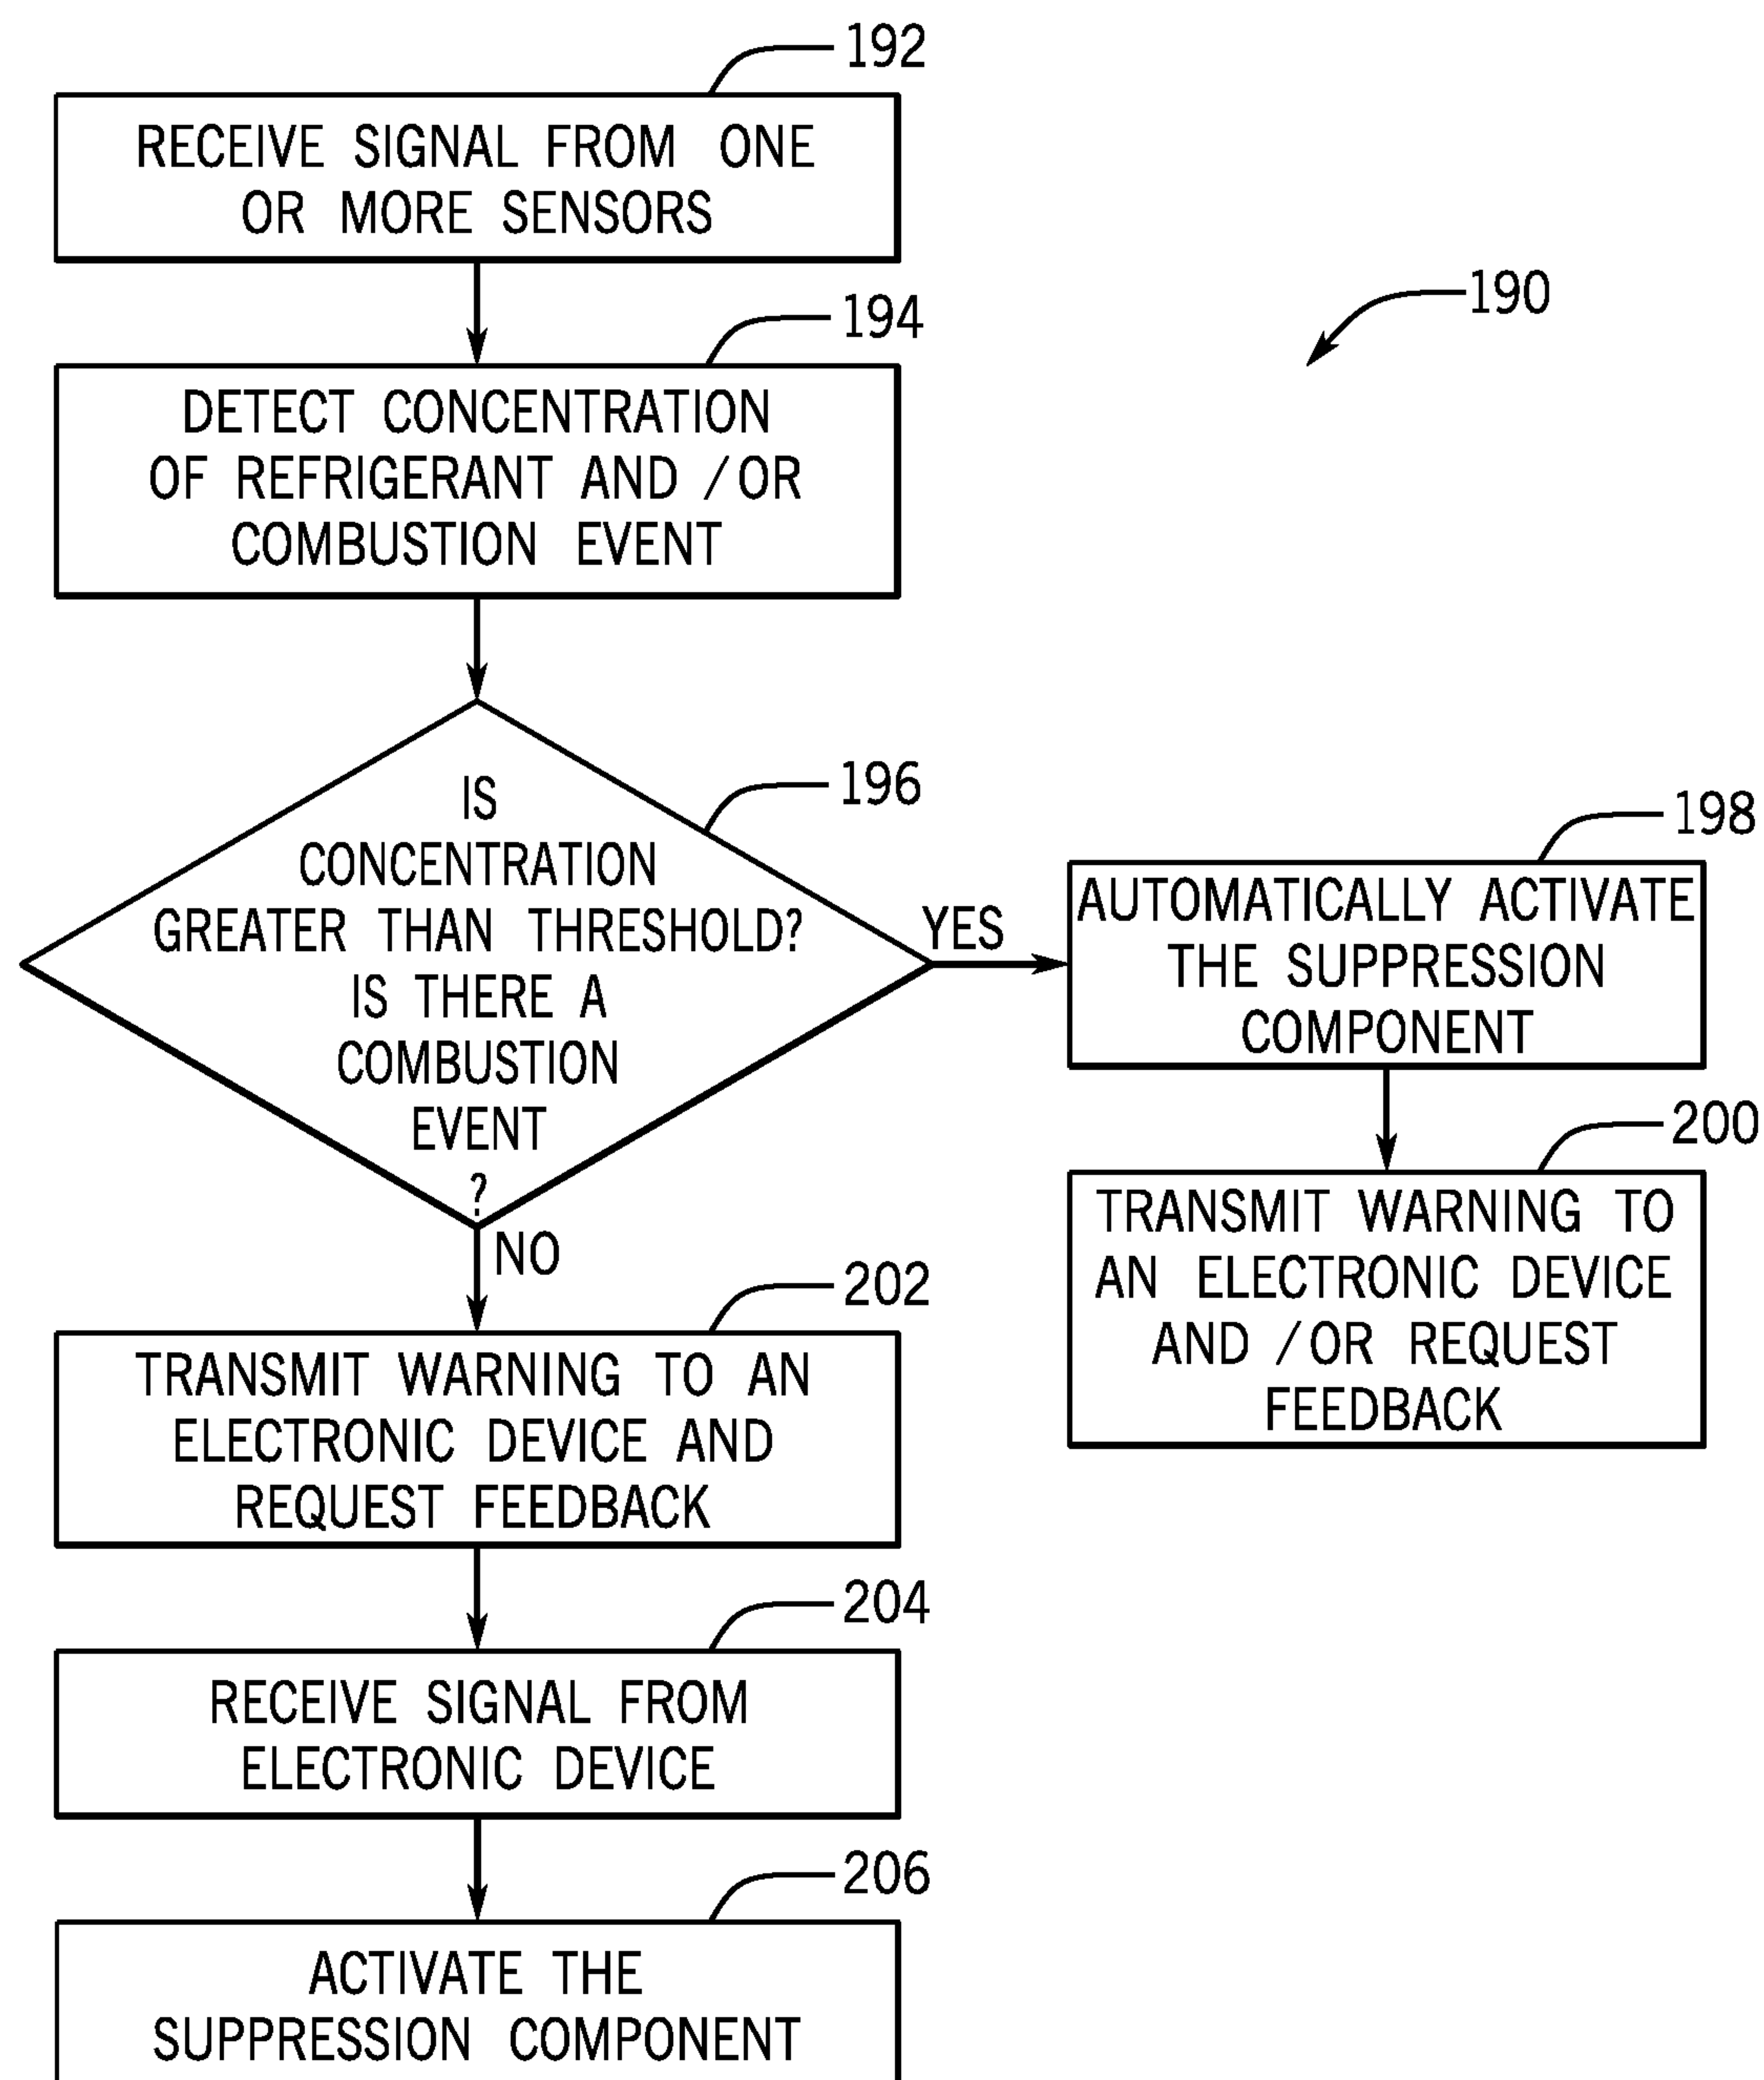 192
RECEIVE SIGNAL FROM ONE
OR MORE SENSORS
190
194
DETECT CONCENTRATION
OF REFRIGERANT AND /OR
COMBUSTION EVENT
196
IS
CONCENTRATION
GREATER THAN THRESHOLD?
IS THERE A
COMBUSTION
EVENT
?
YES
198
AUTOMATICALLY ACTIVATE
THE SUPPRESSION
COMPONENT
200
TRANSMIT WARNING TO
AN ELECTRONIC DEVICE
AND /OR REQUEST
FEEDBACK
NO
202
TRANSMIT WARNING TO AN
ELECTRONIC DEVICE AND
REQUEST FEEDBACK
204
RECEIVE SIGNAL FROM
ELECTRONIC DEVICE
206
ACTIVATE THE
SUPPRESSION COMPONENT